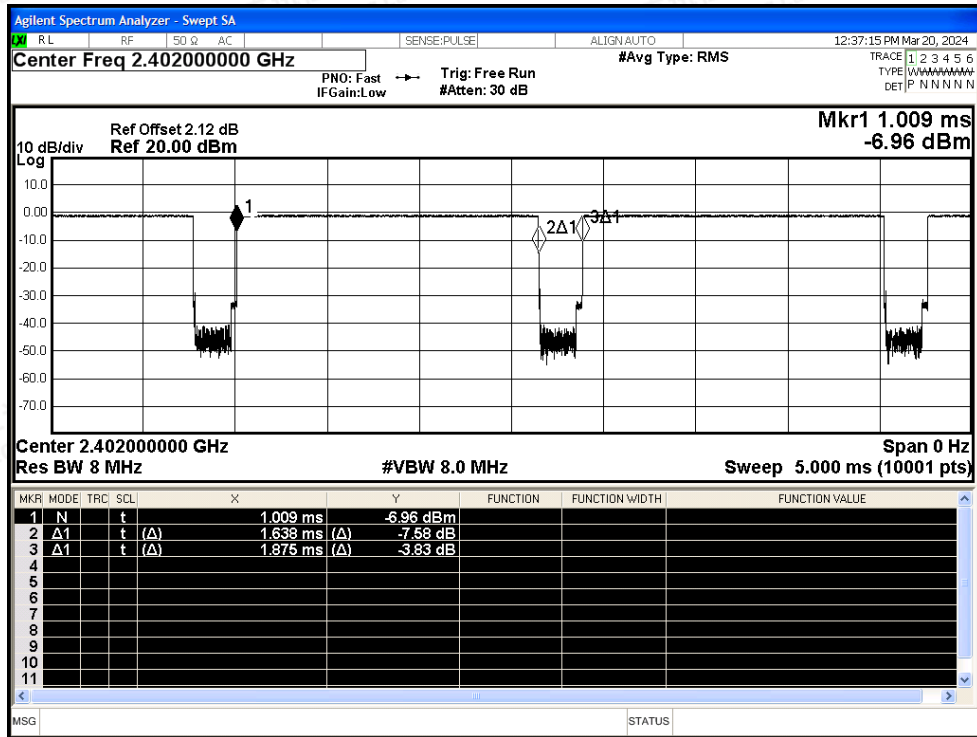 Agilent Spectrum Analyzer - Swept SA
LXI RL RF 50 Ω AC SENSE:PULSE ALIGN AUTO 12:37:15 PM Mar 20, 2024
Center Freq 2.402000000 GHz #Avg Type: RMS TRACE 1 2 3 4 5 6
PNO: Fast Trig: Free Run TYPE WWWWWW
IFGain:Low #Atten: 30 dB DET P N N N N N
Mkr1 1.009 ms
Ref Offset 2.12 dB
10 dB/div Ref 20.00 dBm -6.96 dBm
Log
10.0
0.00
-10.0
-20.0
-30.0
-40.0
-50.0
-60.0
-70.0
1
2Δ1
3Δ1
Center 2.402000000 GHz Span 0 Hz
Res BW 8 MHz #VBW 8.0 MHz Sweep 5.000 ms (10001 pts)
MKR MODE TRC SCL X Y FUNCTION FUNCTION WIDTH FUNCTION VALUE
1 N t 1.009 ms -6.96 dBm
2 Δ1 t (Δ) 1.638 ms (Δ) -7.58 dB
3 Δ1 t (Δ) 1.875 ms (Δ) -3.83 dB
4
5
6
7
8
9
10
11
MSG STATUS